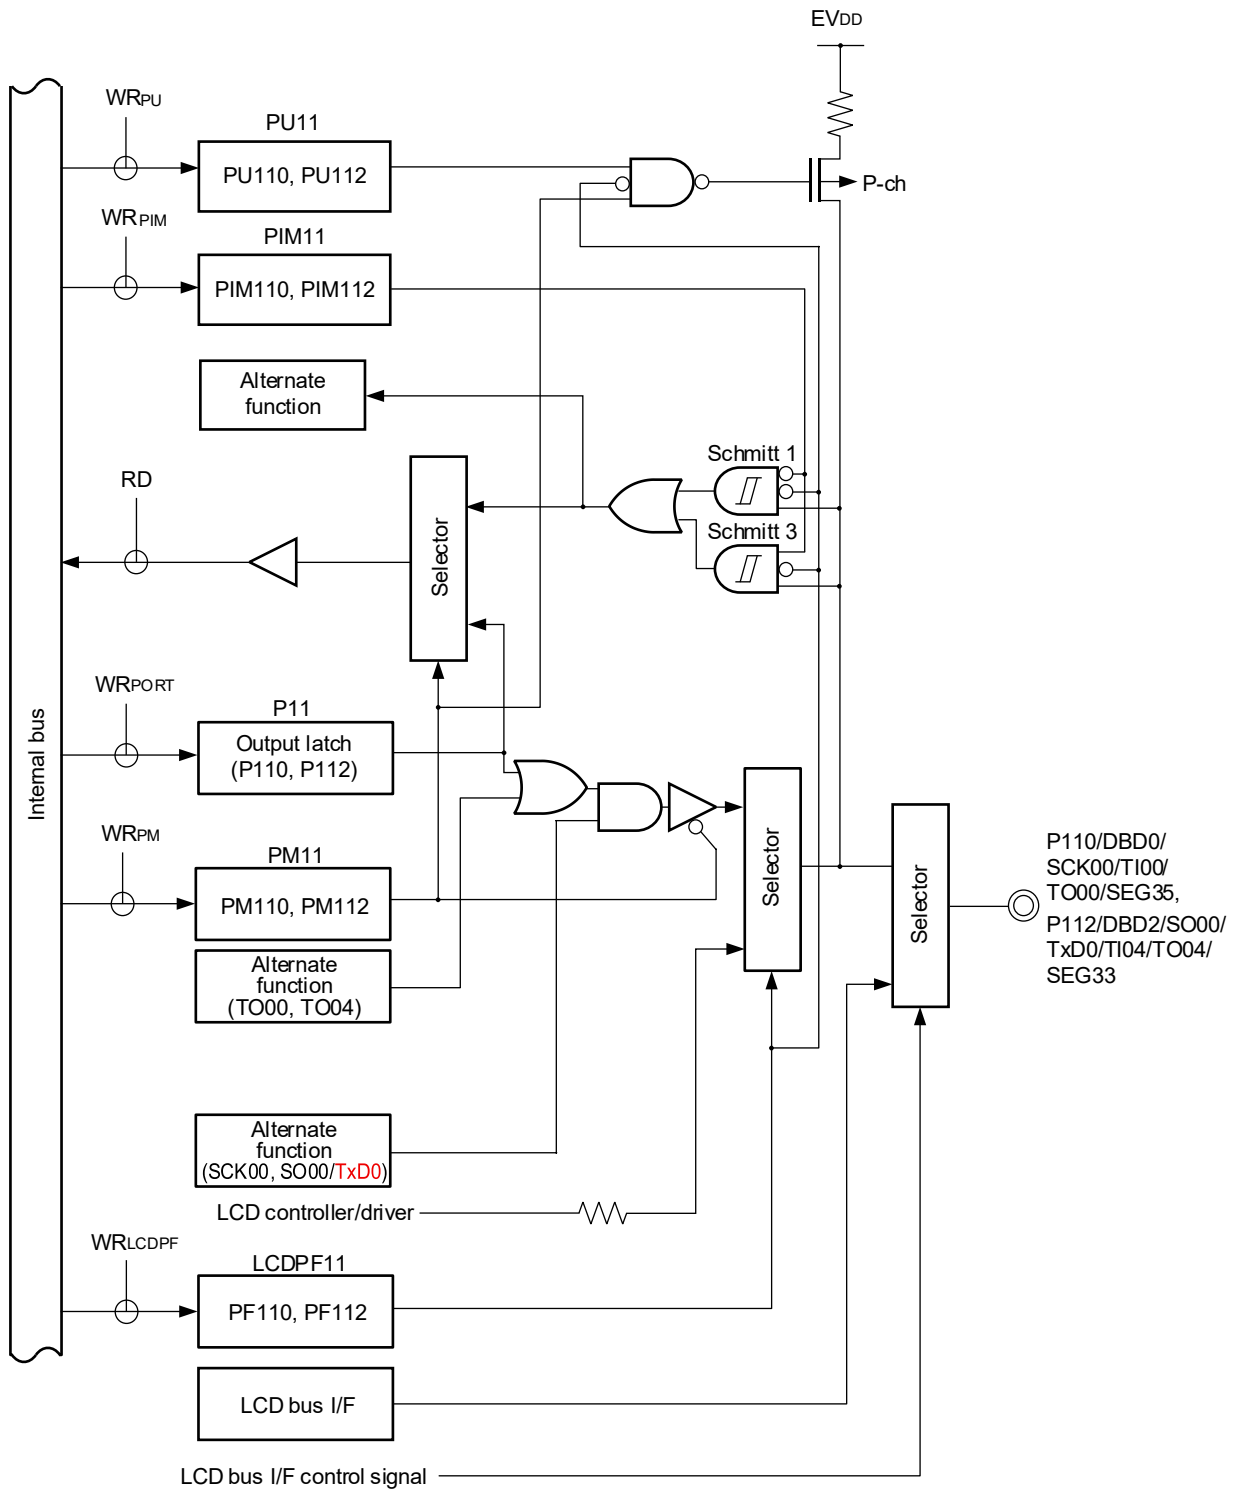 EVDD
WRPU
PU11
PU110, PU112
P-ch
WRPIM
PIM11
PIM110, PIM112
Alternate
function
Schmitt 1
RD
Selector
Schmitt 3
WRPORT
P11
Output latch
(P110, P112)
Internal bus
WRPM
PM11
PM110, PM112
Selector
Selector
P110/DBD0/
SCK00/TI00/
TO00/SEG35,
P112/DBD2/SO00/
TxD0/TI04/TO04/
SEG33
Alternate
function
(TO00, TO04)
Alternate
function
(SCK00, SO00/TxD0)
LCD controller/driver
WRLCDPF
LCDPF11
PF110, PF112
LCD bus I/F
LCD bus I/F control signal